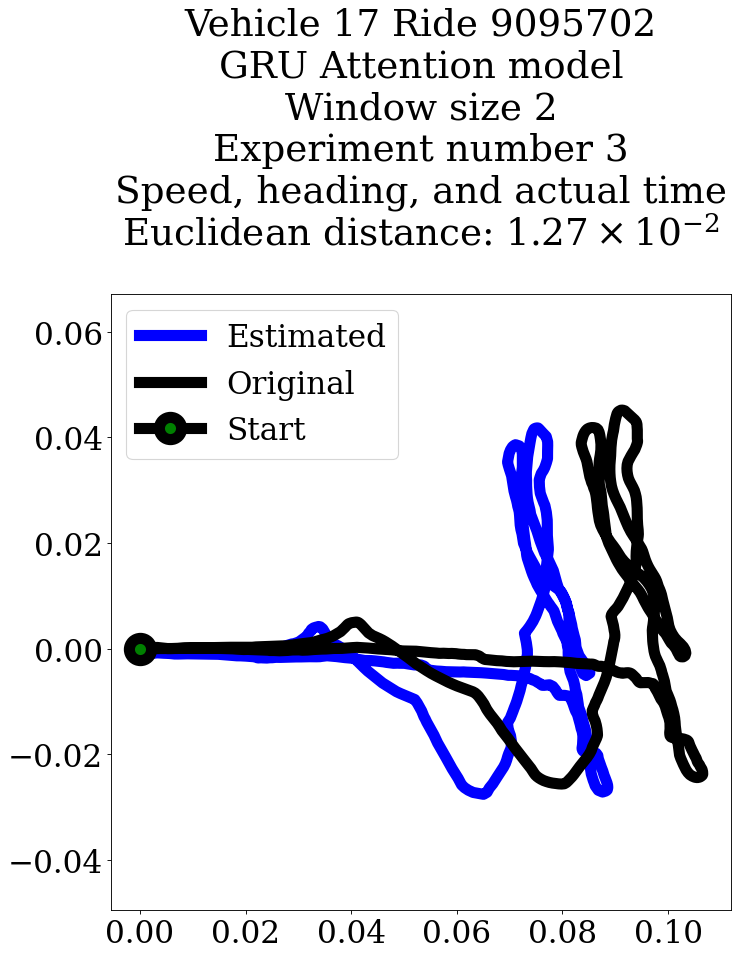 Vehicle 17 Ride 9095702
GRU Attention model
Window size 2
Experiment number 3
Speed, heading, and actual time
Euclidean distance: 1.27 × 10⁻²
Estimated
Original
Start
0.06
0.04
0.02
0.00
−0.02
−0.04
0.00 0.02 0.04 0.06 0.08 0.10